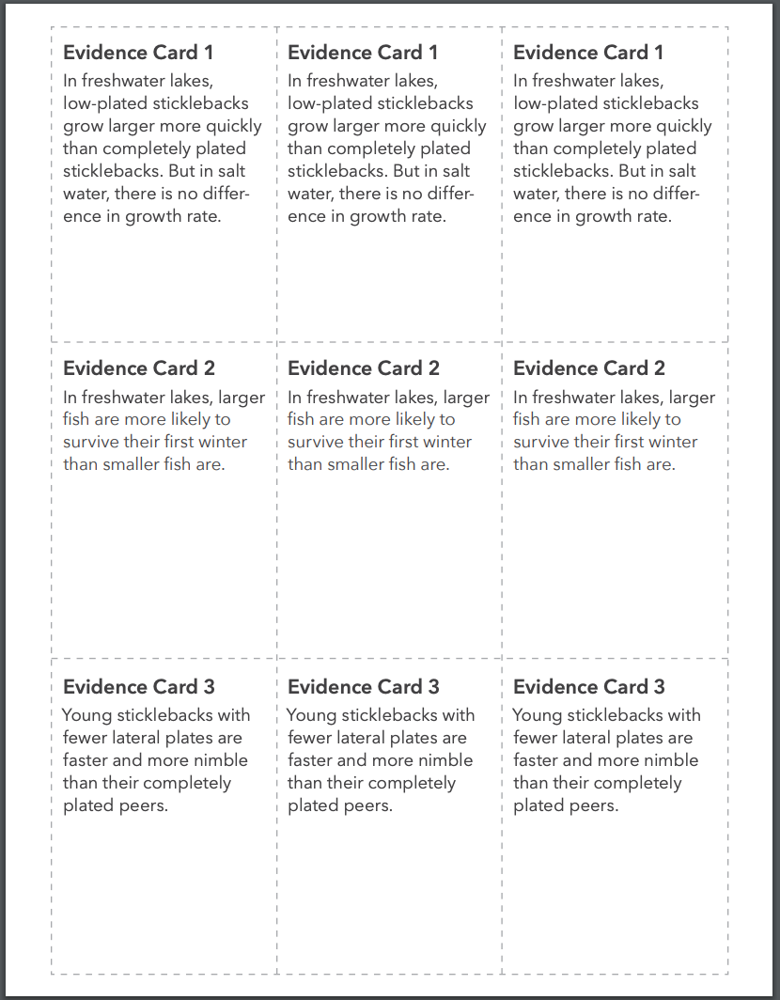 Evidence Card 1
In freshwater lakes,
low-plated sticklebacks
grow larger more quickly
than completely plated
sticklebacks. But in salt
water, there is no differ-
ence in growth rate.
Evidence Card 1
In freshwater lakes,
low-plated sticklebacks
grow larger more quickly
than completely plated
sticklebacks. But in salt
water, there is no differ-
ence in growth rate.
Evidence Card 1
In freshwater lakes,
low-plated sticklebacks
grow larger more quickly
than completely plated
sticklebacks. But in salt
water, there is no differ-
ence in growth rate.
Evidence Card 2
In freshwater lakes, larger
fish are more likely to
survive their first winter
than smaller fish are.
Evidence Card 2
In freshwater lakes, larger
fish are more likely to
survive their first winter
than smaller fish are.
Evidence Card 2
In freshwater lakes, larger
fish are more likely to
survive their first winter
than smaller fish are.
Evidence Card 3
Young sticklebacks with
fewer lateral plates are
faster and more nimble
than their completely
plated peers.
Evidence Card 3
Young sticklebacks with
fewer lateral plates are
faster and more nimble
than their completely
plated peers.
Evidence Card 3
Young sticklebacks with
fewer lateral plates are
faster and more nimble
than their completely
plated peers.